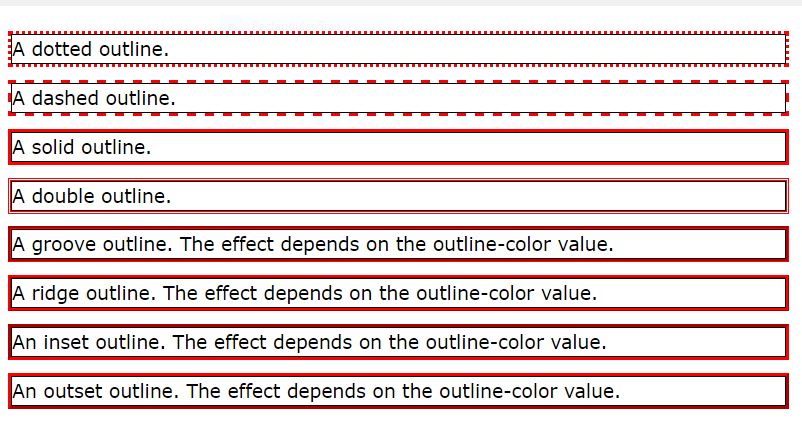 A dotted outline.
A dashed outline.
A solid outline.
A double outline.
A groove outline. The effect depends on the outline-color value.
A ridge outline. The effect depends on the outline-color value.
An inset outline. The effect depends on the outline-color value.
An outset outline. The effect depends on the outline-color value.